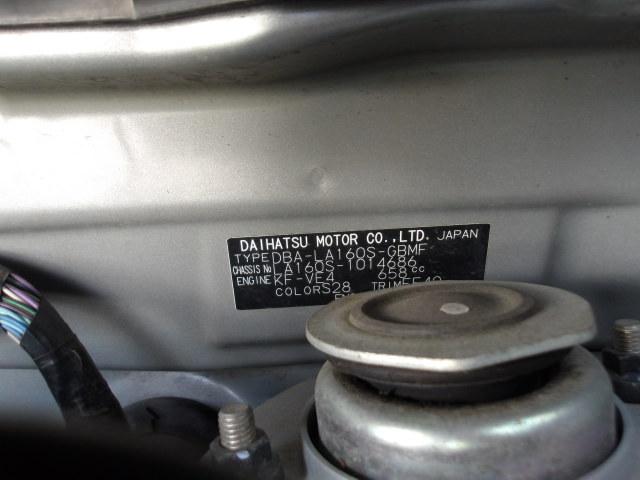 DAIHATSU MOTOR CO., LTD. JAPAN
TYPE DBA-LA160S-GBMF
CHASSIS No LA160S-1014686
ENGINE KF-VE4 658cc
COLOR S28 TRIM